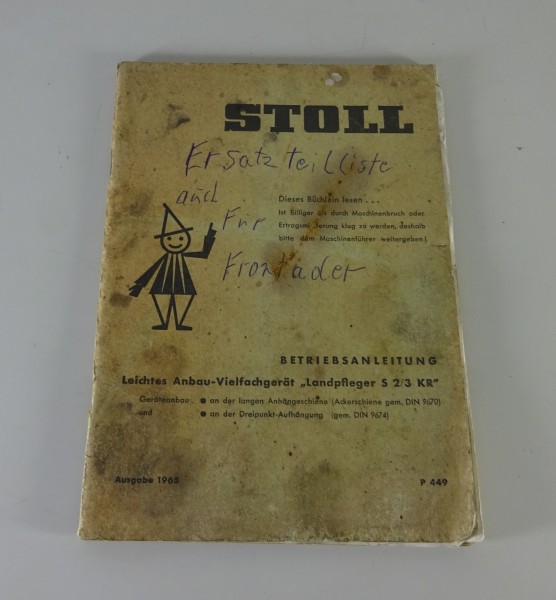 STOLL
Ersatzteilliste
auch
Für
Frontlader
Dieses Büchlein lesen . . .
ist billiger als durch Maschinenbruch oder
klug zu werden, deshalb
bitte dem Maschinenführer weitergeben!
BETRIEBSANLEITUNG
Leichtes Anbau-Vielfachgerät „Landpfleger S 2/3 KR"
Geräteanbau ● an der langen Anhängeschiene (Ackerschiene gem. DIN 9670)
und ● an der Dreipunkt-Aufhängung (gem. DIN 9674)
Ausgabe 1965 P 449